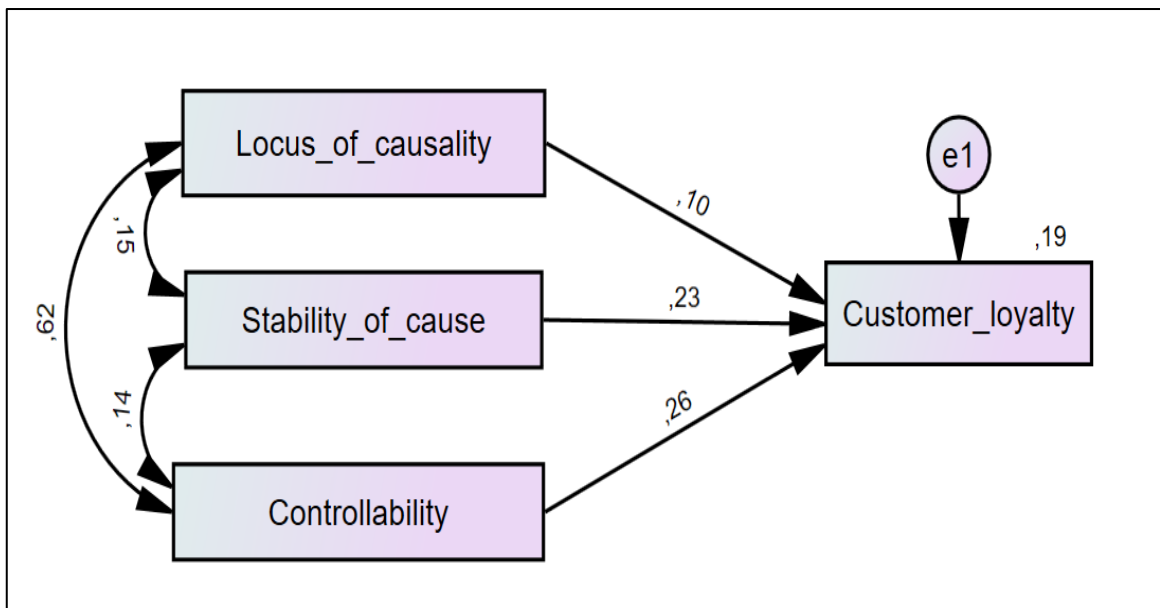 Locus_of_causality
e1
,10
,15
,19
Stability_of_cause
,23
Customer_loyalty
,62
,14
,26
Controllability